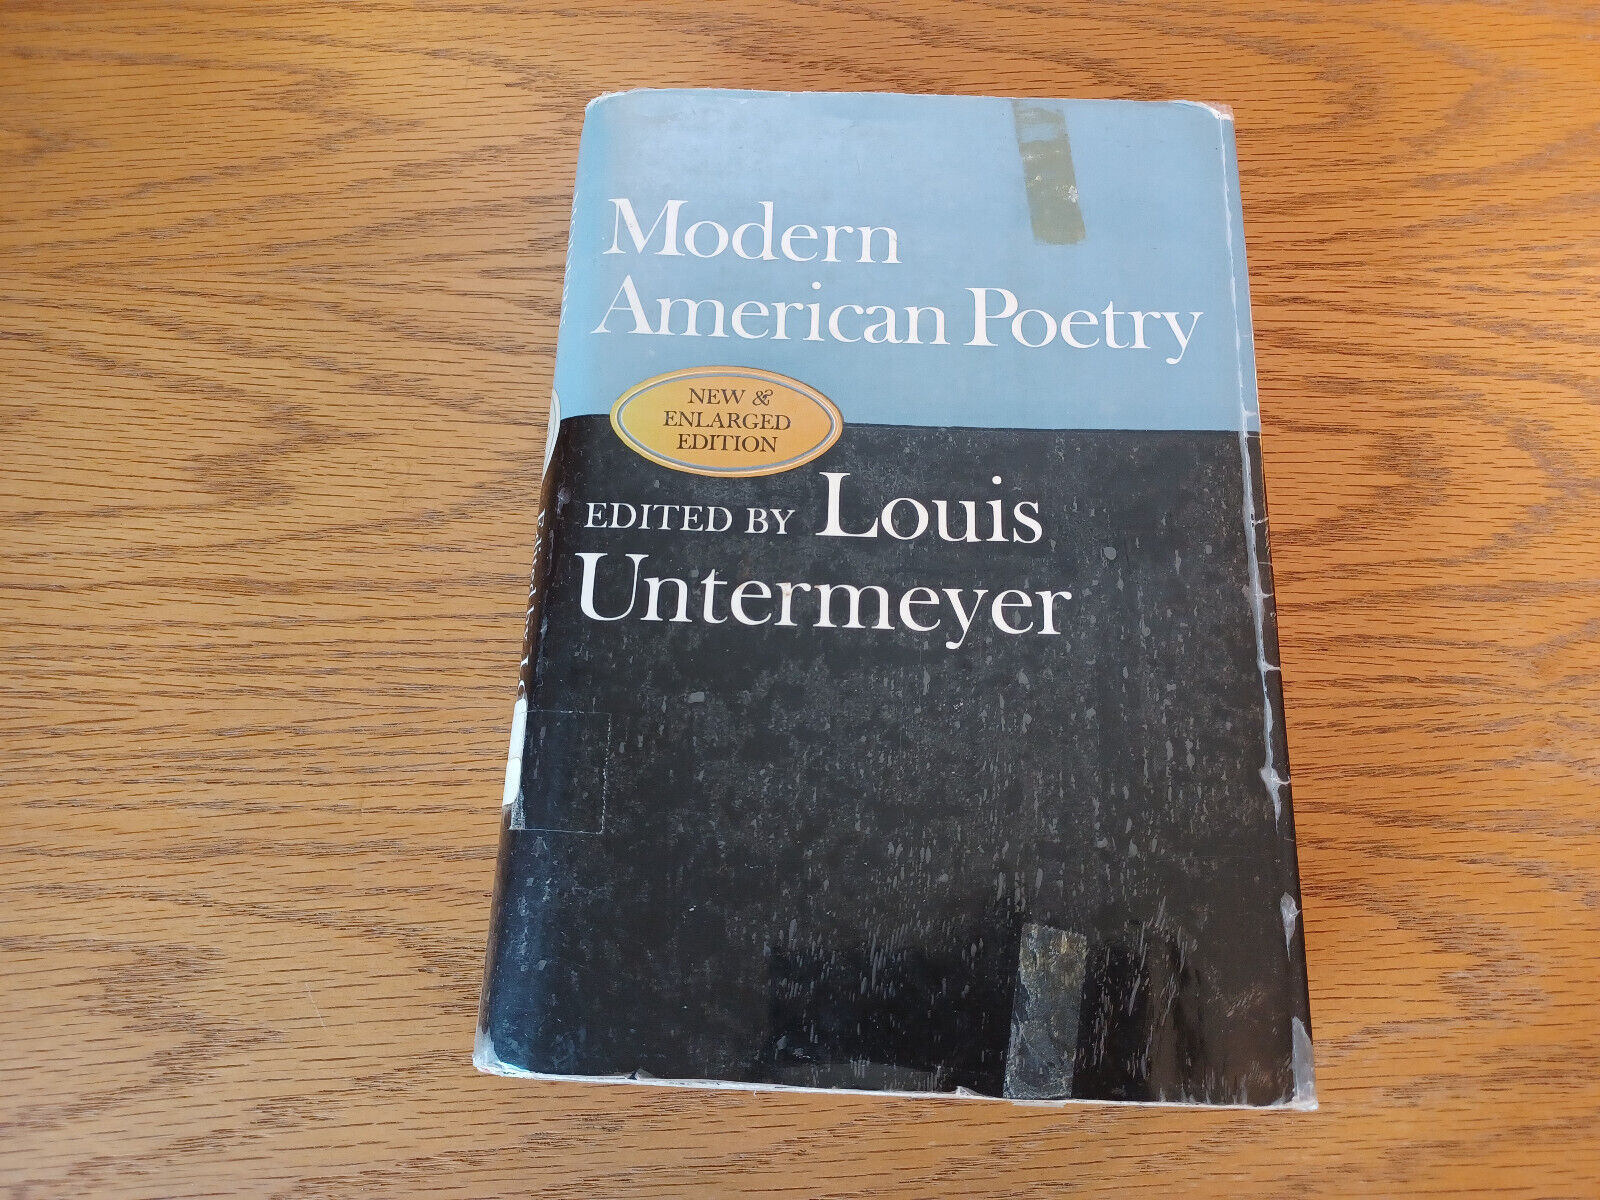 Modern
American Poetry
NEW &
ENLARGED
EDITION
EDITED BY Louis
Untermeyer